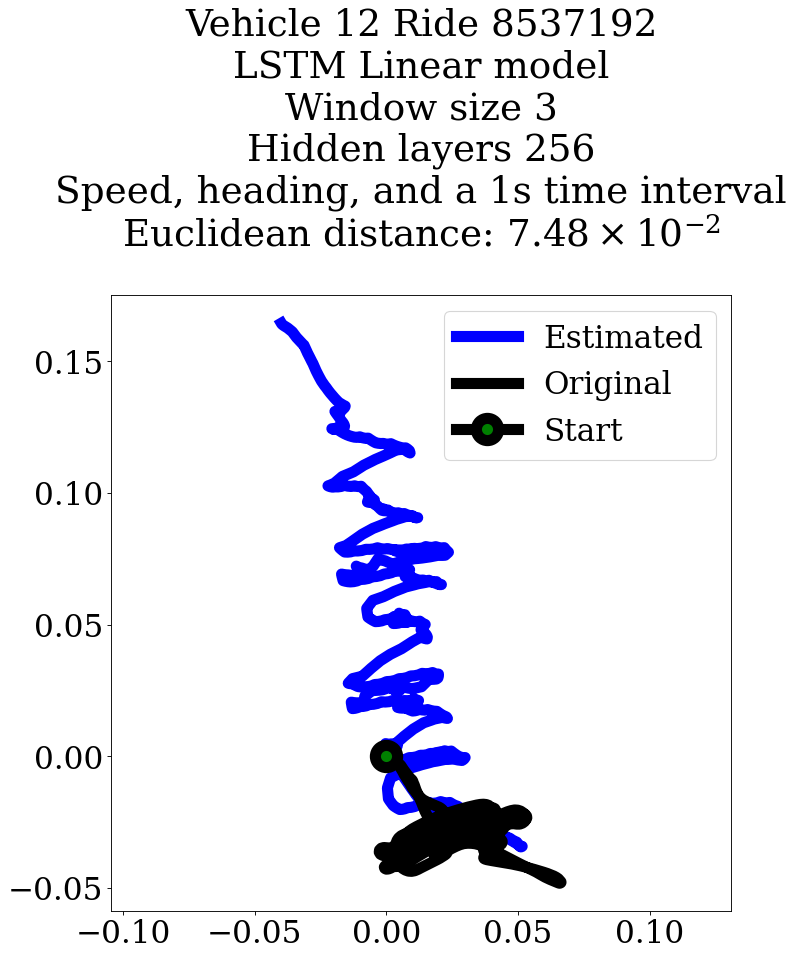 Vehicle 12 Ride 8537192
LSTM Linear model
Window size 3
Hidden layers 256
Speed, heading, and a 1s time interval
Euclidean distance: 7.48 × 10⁻²
Estimated
Original
Start
0.15
0.10
0.05
0.00
−0.05
−0.10 −0.05 0.00 0.05 0.10